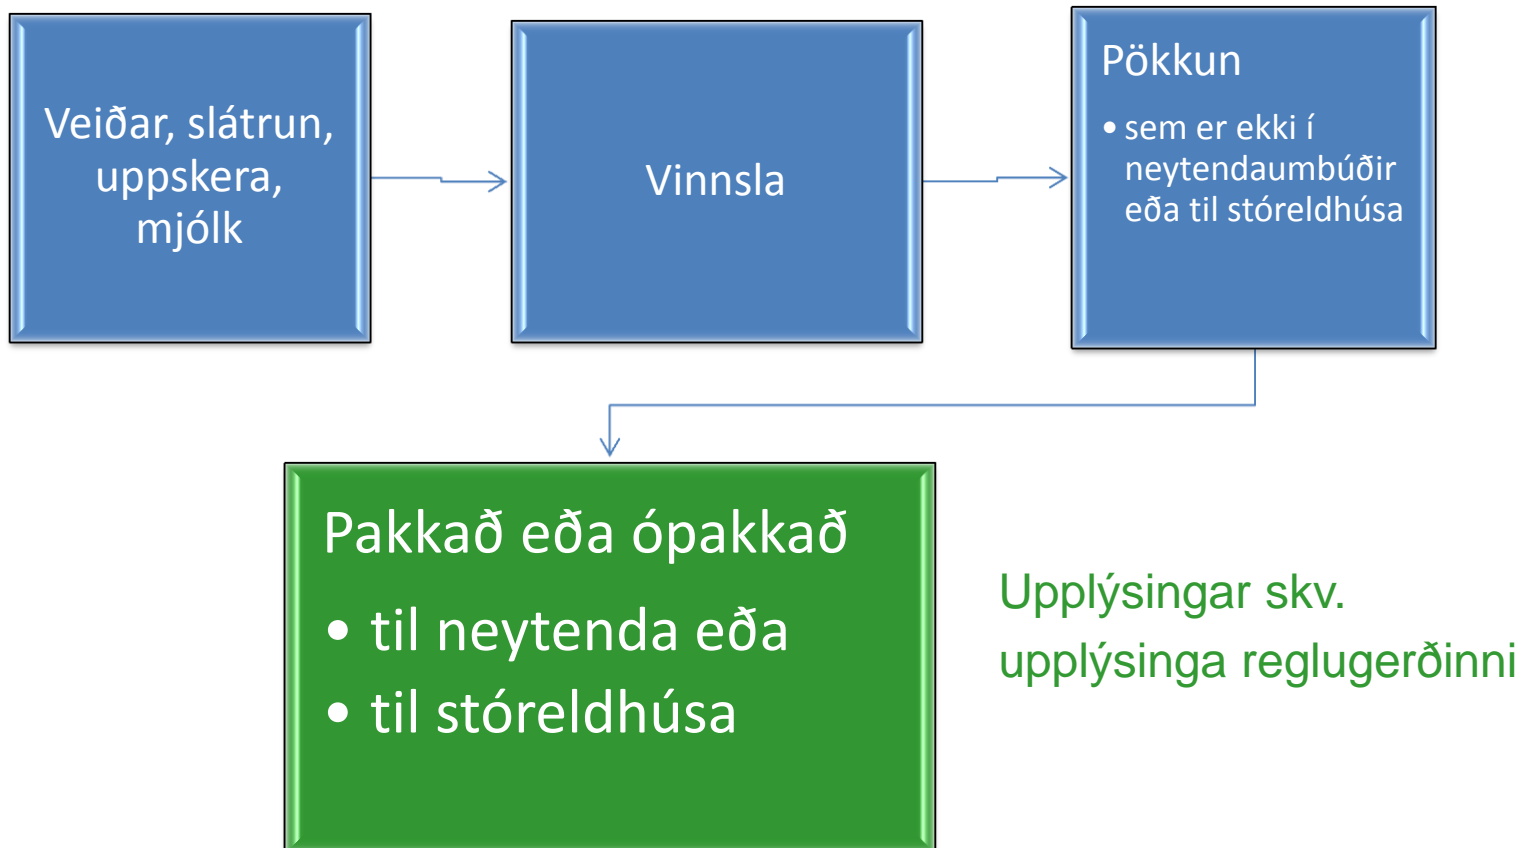 Veiðar, slátrun,
uppskera,
mjólk
Vinnsla
Pökkun
• sem er ekki í
neytendaumbúðir
eða til stóreldhúsa
Pakkað eða ópakkað
• til neytenda eða
• til stóreldhúsa
Upplýsingar skv.
upplýsinga reglugerðinni